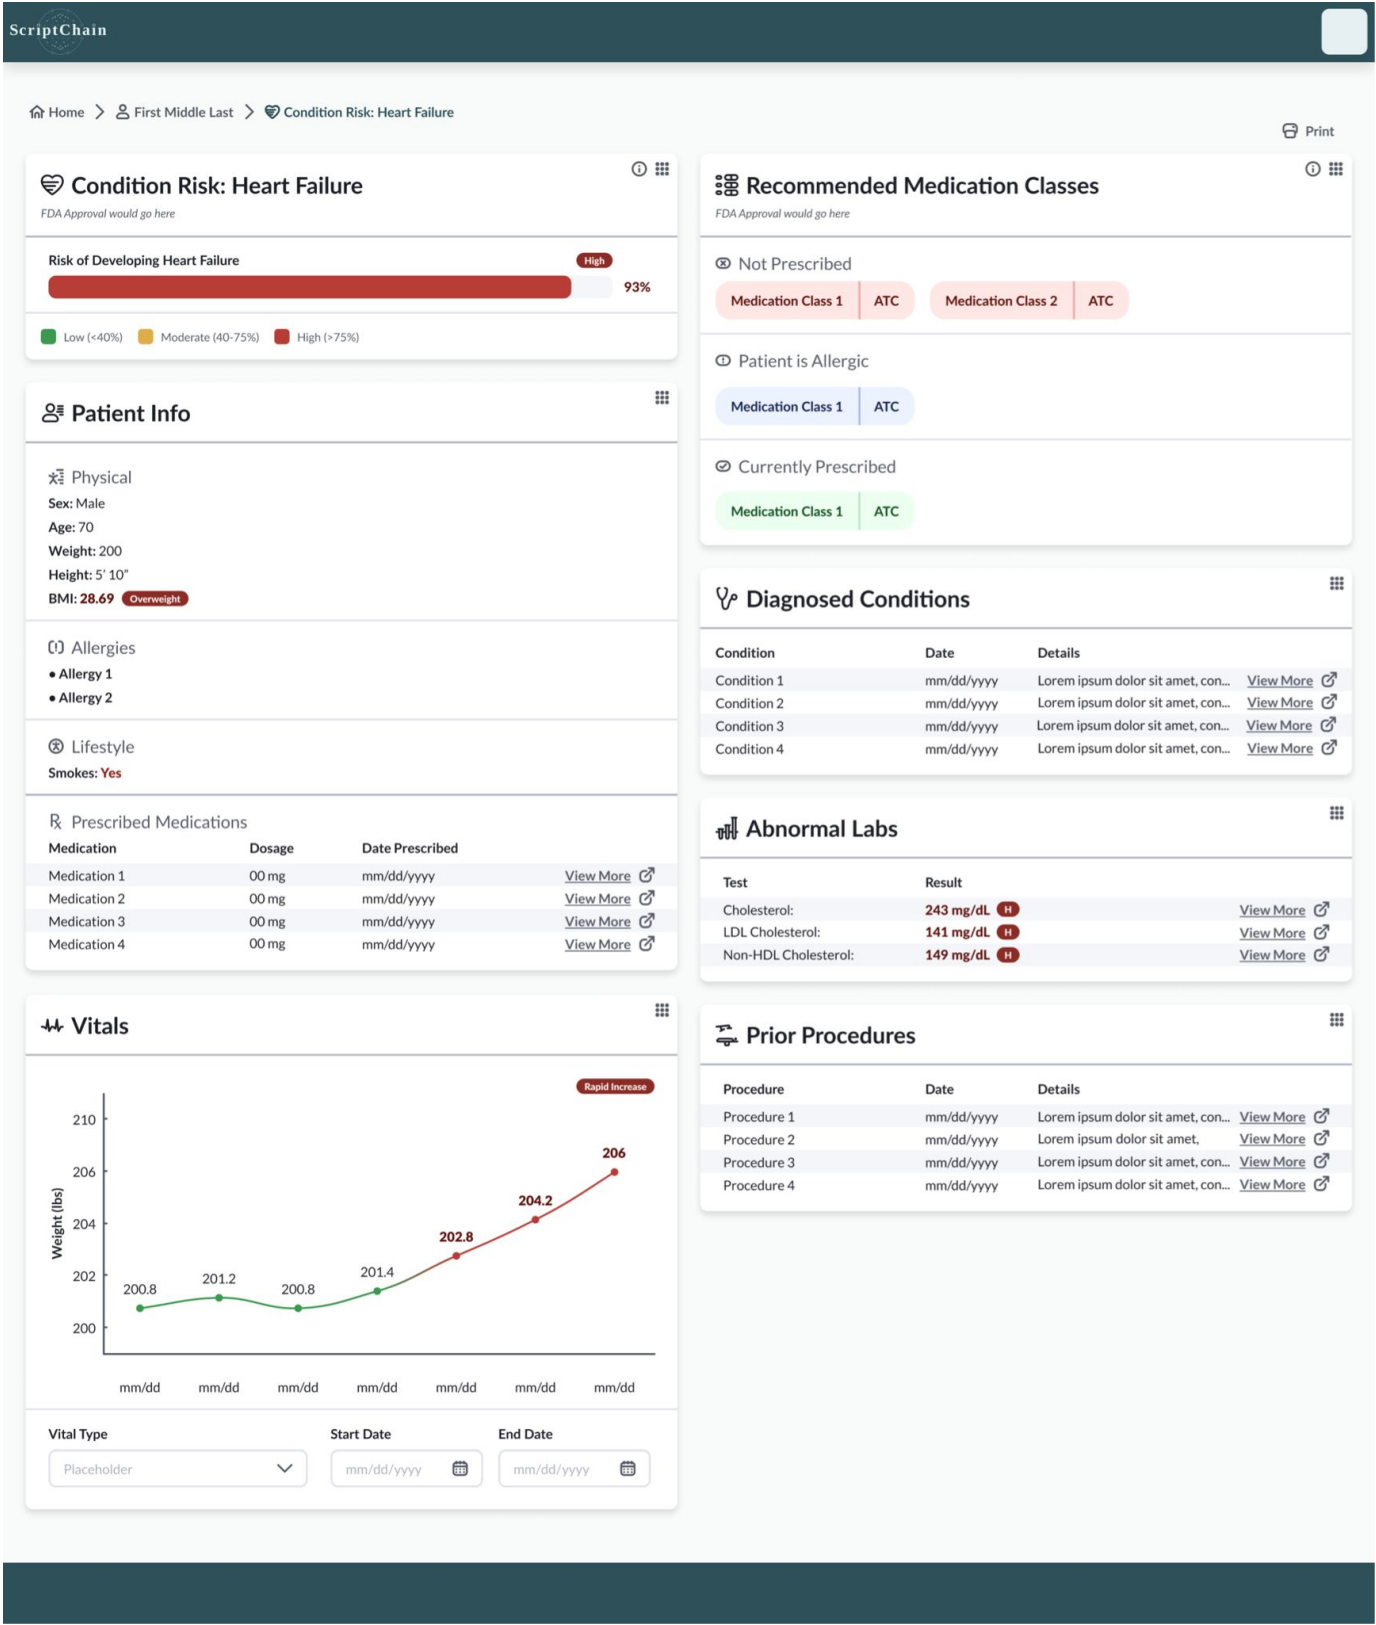 ScriptChain
Home > First Middle Last > Condition Risk: Heart Failure
Print
Condition Risk: Heart Failure
FDA Approval would go here
Risk of Developing Heart Failure High
93%
Low (<40%) Moderate (40-75%) High (>75%)
Patient Info
Physical
Sex: Male
Age: 70
Weight: 200
Height: 5' 10"
BMI: 28.69 Overweight
Allergies
• Allergy 1
• Allergy 2
Lifestyle
Smokes: Yes
Prescribed Medications
Medication Dosage Date Prescribed
Medication 1 00 mg mm/dd/yyyy View More
Medication 2 00 mg mm/dd/yyyy View More
Medication 3 00 mg mm/dd/yyyy View More
Medication 4 00 mg mm/dd/yyyy View More
Vitals
Rapid Increase
Weight (lbs)
210
206
204
202
200
200.8 201.2 200.8 201.4 202.8 204.2 206
mm/dd mm/dd mm/dd mm/dd mm/dd mm/dd mm/dd
Vital Type Start Date End Date
Placeholder mm/dd/yyyy mm/dd/yyyy
Recommended Medication Classes
FDA Approval would go here
Not Prescribed
Medication Class 1 ATC Medication Class 2 ATC
Patient is Allergic
Medication Class 1 ATC
Currently Prescribed
Medication Class 1 ATC
Diagnosed Conditions
Condition Date Details
Condition 1 mm/dd/yyyy Lorem ipsum dolor sit amet, con... View More
Condition 2 mm/dd/yyyy Lorem ipsum dolor sit amet, con... View More
Condition 3 mm/dd/yyyy Lorem ipsum dolor sit amet, con... View More
Condition 4 mm/dd/yyyy Lorem ipsum dolor sit amet, con... View More
Abnormal Labs
Test Result
Cholesterol: 243 mg/dL H View More
LDL Cholesterol: 141 mg/dL H View More
Non-HDL Cholesterol: 149 mg/dL H View More
Prior Procedures
Procedure Date Details
Procedure 1 mm/dd/yyyy Lorem ipsum dolor sit amet, con... View More
Procedure 2 mm/dd/yyyy Lorem ipsum dolor sit amet, View More
Procedure 3 mm/dd/yyyy Lorem ipsum dolor sit amet, con... View More
Procedure 4 mm/dd/yyyy Lorem ipsum dolor sit amet, con... View More